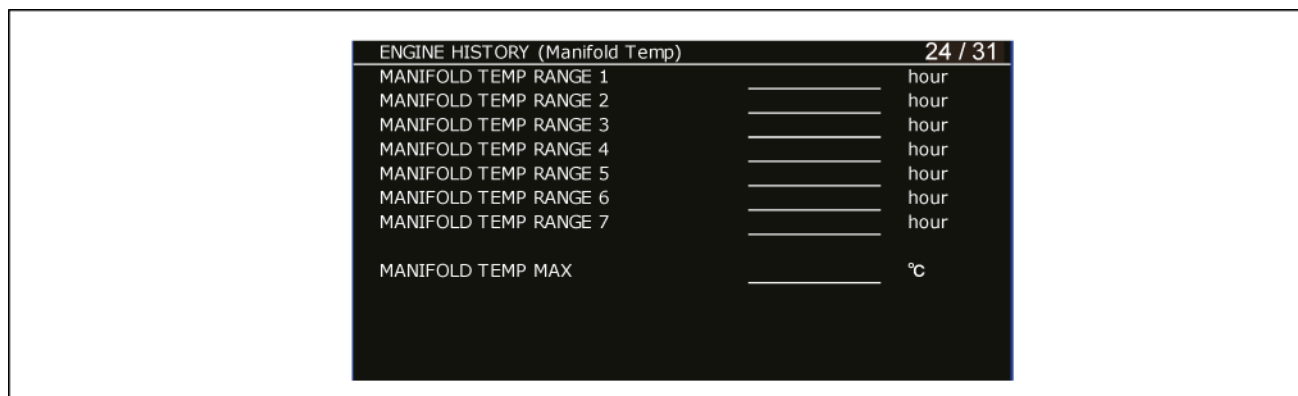 ENGINE HISTORY (Manifold Temp) 24 / 31
MANIFOLD TEMP RANGE 1 hour
MANIFOLD TEMP RANGE 2 hour
MANIFOLD TEMP RANGE 3 hour
MANIFOLD TEMP RANGE 4 hour
MANIFOLD TEMP RANGE 5 hour
MANIFOLD TEMP RANGE 6 hour
MANIFOLD TEMP RANGE 7 hour
MANIFOLD TEMP MAX ℃